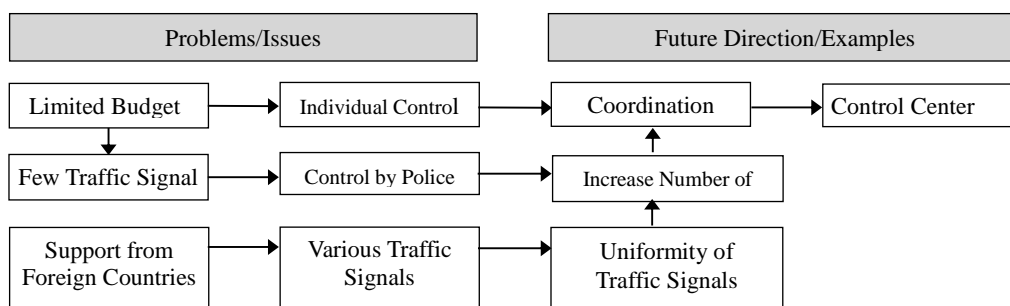 Problems/Issues
Future Direction/Examples
Limited Budget
Individual Control
Coordination
Control Center
Few Traffic Signal
Control by Police
Increase Number of
Support from
Foreign Countries
Various Traffic
Signals
Uniformity of
Traffic Signals